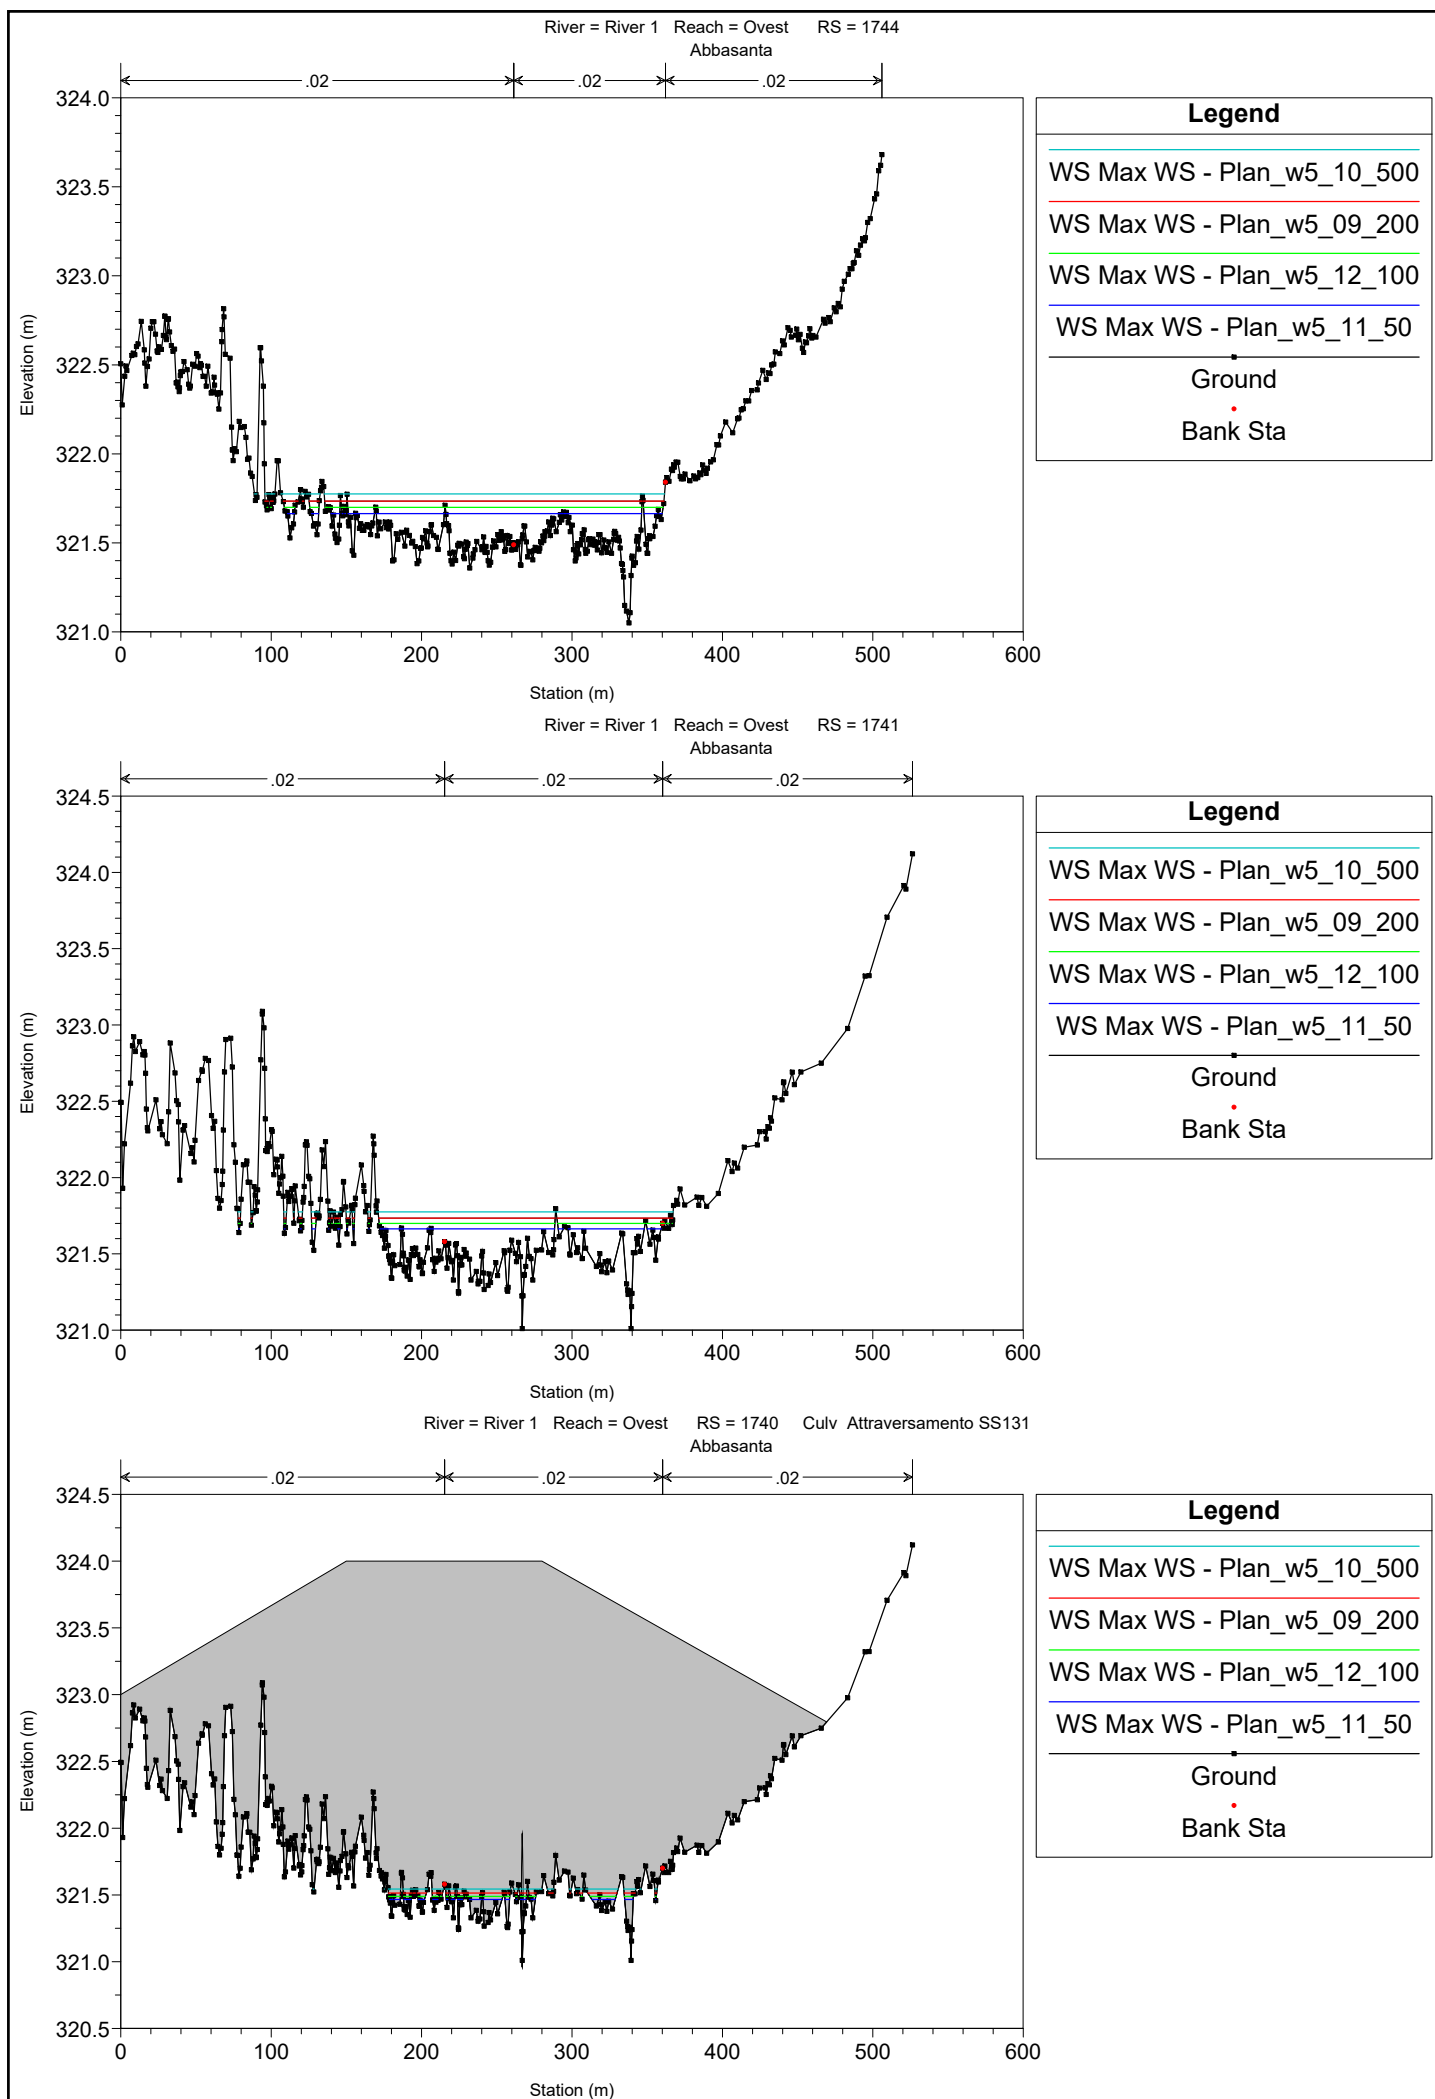 River = River 1 Reach = Ovest RS = 1744
Abbasanta
.02 .02 .02
324.0
323.5
323.0
322.5
322.0
321.5
321.0
Elevation (m)
0 100 200 300 400 500 600
Station (m)
Legend
WS Max WS - Plan_w5_10_500
WS Max WS - Plan_w5_09_200
WS Max WS - Plan_w5_12_100
WS Max WS - Plan_w5_11_50
Ground
Bank Sta
River = River 1 Reach = Ovest RS = 1741
Abbasanta
.02 .02 .02
324.5
324.0
323.5
323.0
322.5
322.0
321.5
321.0
Elevation (m)
0 100 200 300 400 500 600
Station (m)
Legend
WS Max WS - Plan_w5_10_500
WS Max WS - Plan_w5_09_200
WS Max WS - Plan_w5_12_100
WS Max WS - Plan_w5_11_50
Ground
Bank Sta
River = River 1 Reach = Ovest RS = 1740 Culv Attraversamento SS131
Abbasanta
.02 .02 .02
324.5
324.0
323.5
323.0
322.5
322.0
321.5
321.0
320.5
Elevation (m)
0 100 200 300 400 500 600
Station (m)
Legend
WS Max WS - Plan_w5_10_500
WS Max WS - Plan_w5_09_200
WS Max WS - Plan_w5_12_100
WS Max WS - Plan_w5_11_50
Ground
Bank Sta